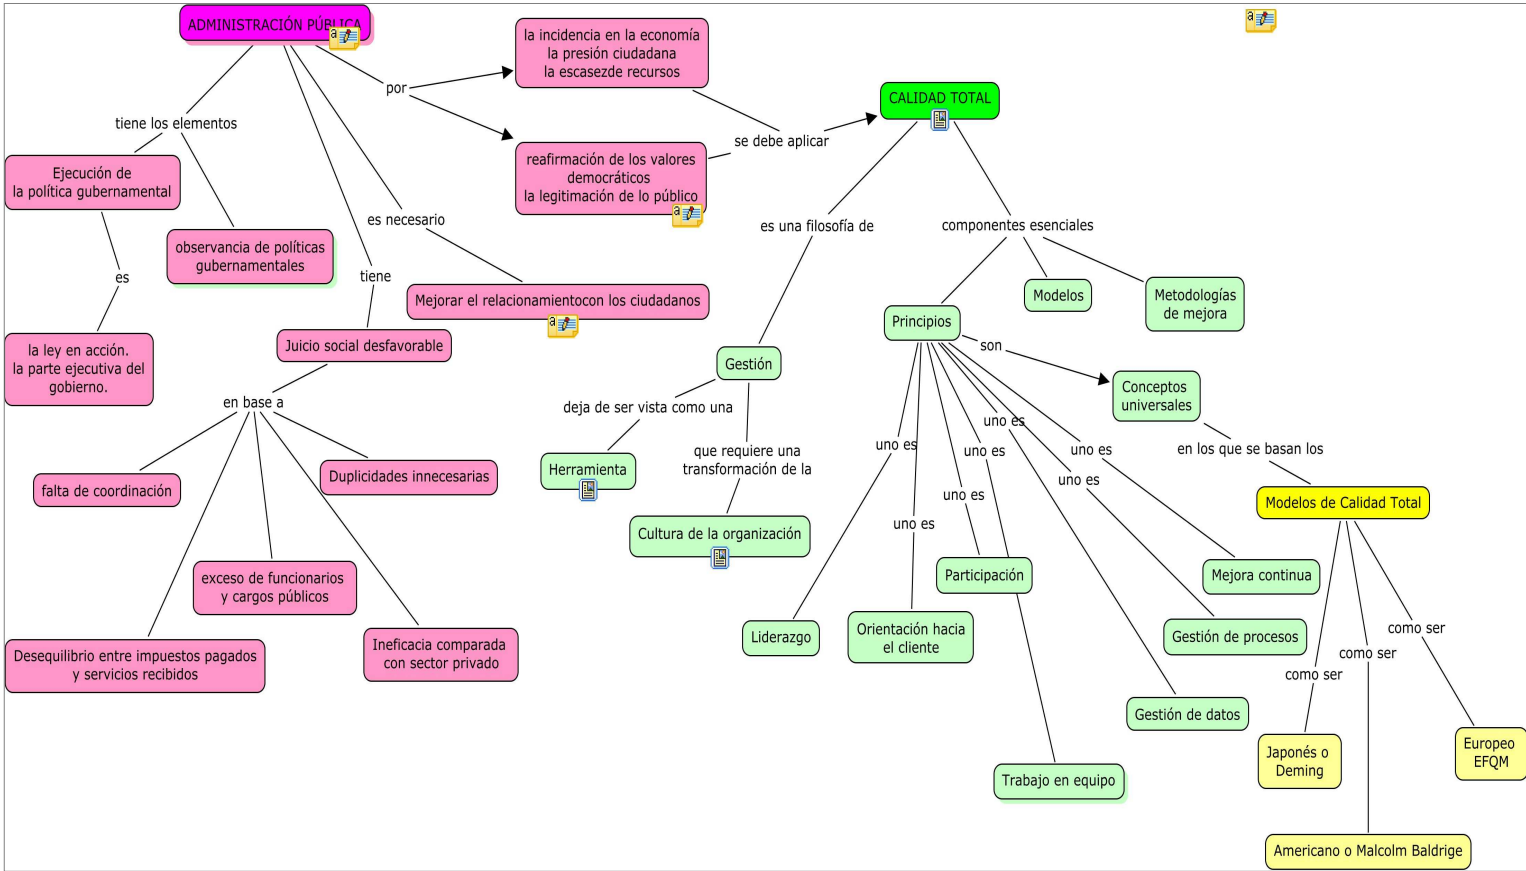 ADMINISTRACIÓN PÚBLICA
tiene los elementos
Ejecución de
la política gubernamental
es
la ley en acción.
la parte ejecutiva del
gobierno.
observancia de políticas
gubernamentales
tiene
Juicio social desfavorable
en base a
falta de coordinación
Desequilibrio entre impuestos pagados
y servicios recibidos
exceso de funcionarios
y cargos públicos
Ineficacia comparada
con sector privado
Duplicidades innecesarias
es necesario
Mejorar el relacionamientocon los ciudadanos
por
la incidencia en la economía
la presión ciudadana
la escasezde recursos
reafirmación de los valores
democráticos
la legitimación de lo público
se debe aplicar
CALIDAD TOTAL
es una filosofía de
Gestión
deja de ser vista como una
Herramienta
que requiere una
transformación de la
Cultura de la organización
componentes esenciales
Principios
Modelos
Metodologías
de mejora
son
Conceptos
universales
en los que se basan los
Modelos de Calidad Total
uno es
Liderazgo
uno es
Orientación hacia
el cliente
uno es
Participación
uno es
Trabajo en equipo
uno es
Gestión de datos
uno es
Gestión de procesos
uno es
Mejora continua
como ser
Japonés o
Deming
como ser
Americano o Malcolm Baldrige
como ser
Europeo
EFQM
a
a
a
a